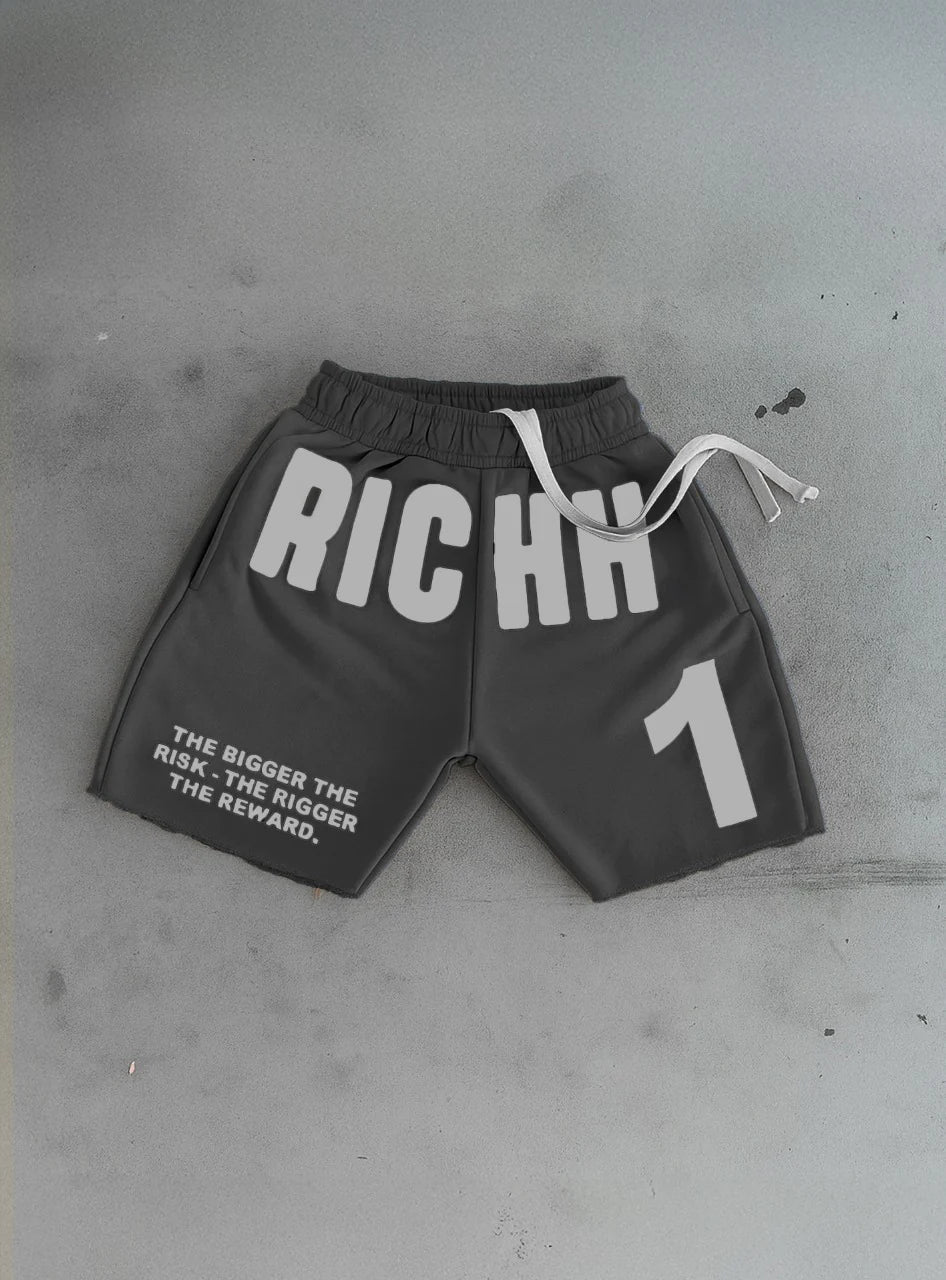 RICHH
1
THE BIGGER THE
RISK - THE RIGGER
THE REWARD.